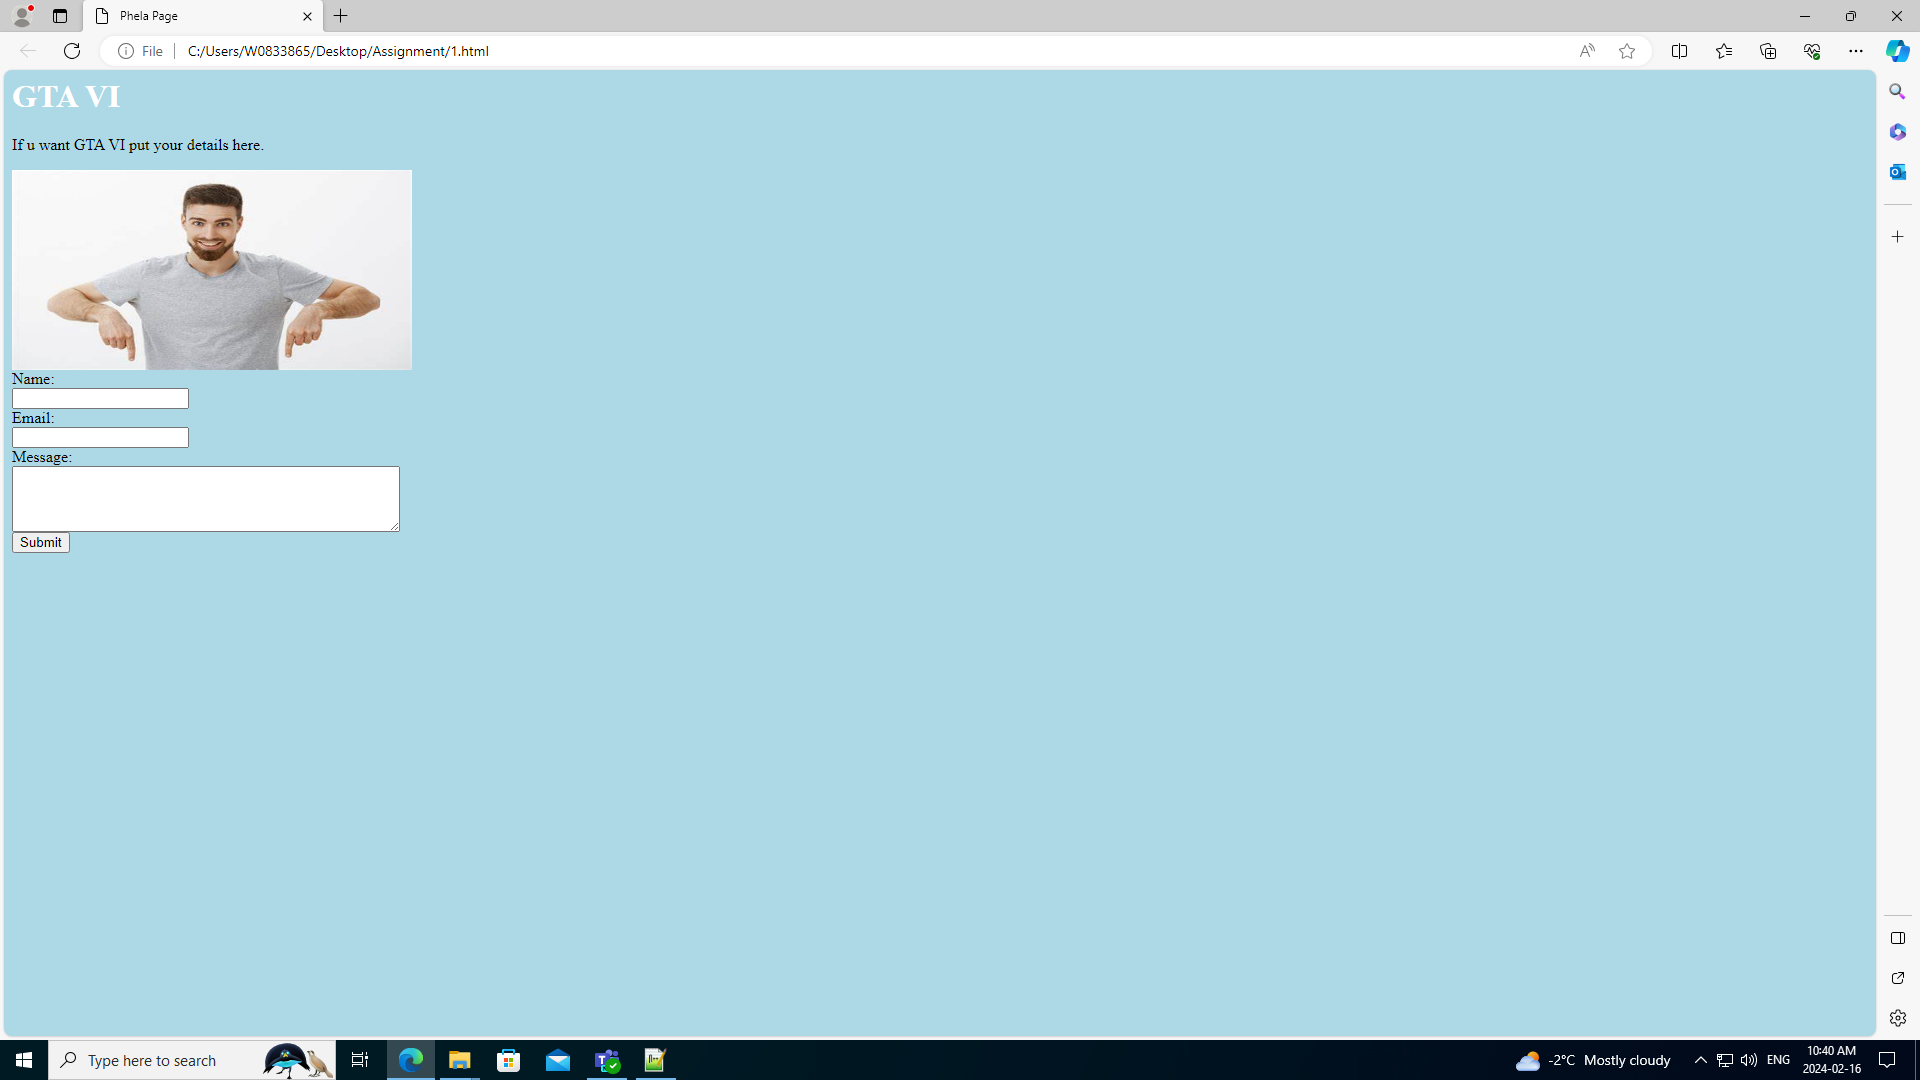 Phela Page
File
C:/Users/W0833865/Desktop/Assignment/1.html
GTA VI
If u want GTA VI put your details here.
Name:
Email:
Message:
Submit
Type here to search
-2°C Mostly cloudy
ENG
10:40 AM
2024-02-16